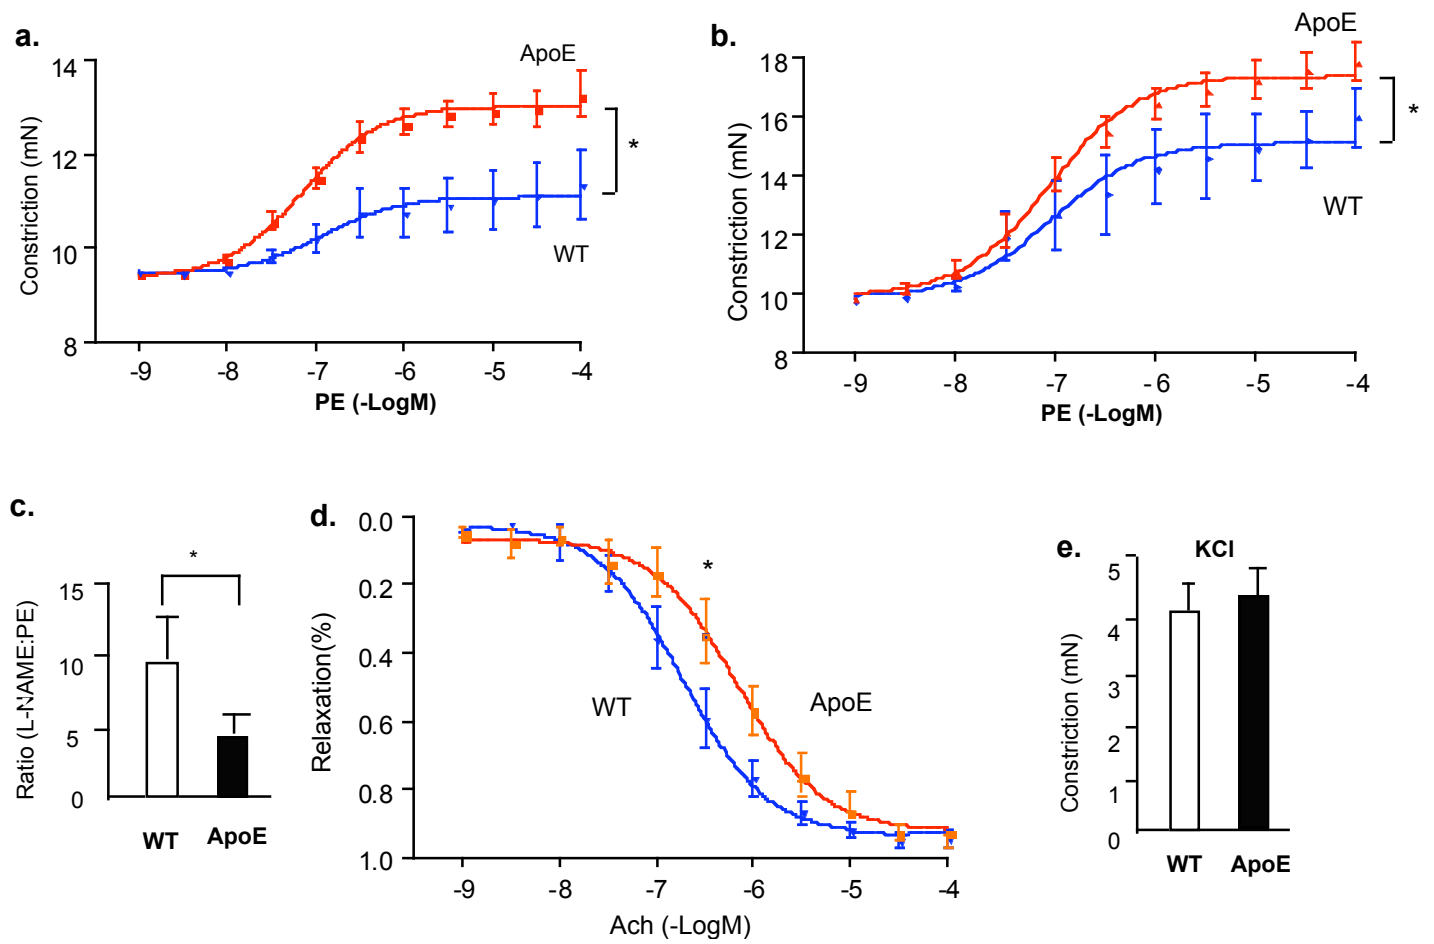 a.
ApoE
14
12
10
8
Constriction (mN)
WT
*
-9 -8 -7 -6 -5 -4
PE (-LogM)
b.
ApoE
18
16
14
12
10
8
Constriction (mN)
WT
*
-9 -8 -7 -6 -5 -4
PE (-LogM)
c.
*
15
10
5
0
Ratio (L-NAME:PE)
WT ApoE
d.
0.0
0.2
0.4
0.6
0.8
1.0
Relaxation(%)
*
WT
ApoE
-9 -8 -7 -6 -5 -4
Ach (-LogM)
e.
KCl
5
4
3
2
1
0
Constriction (mN)
WT ApoE